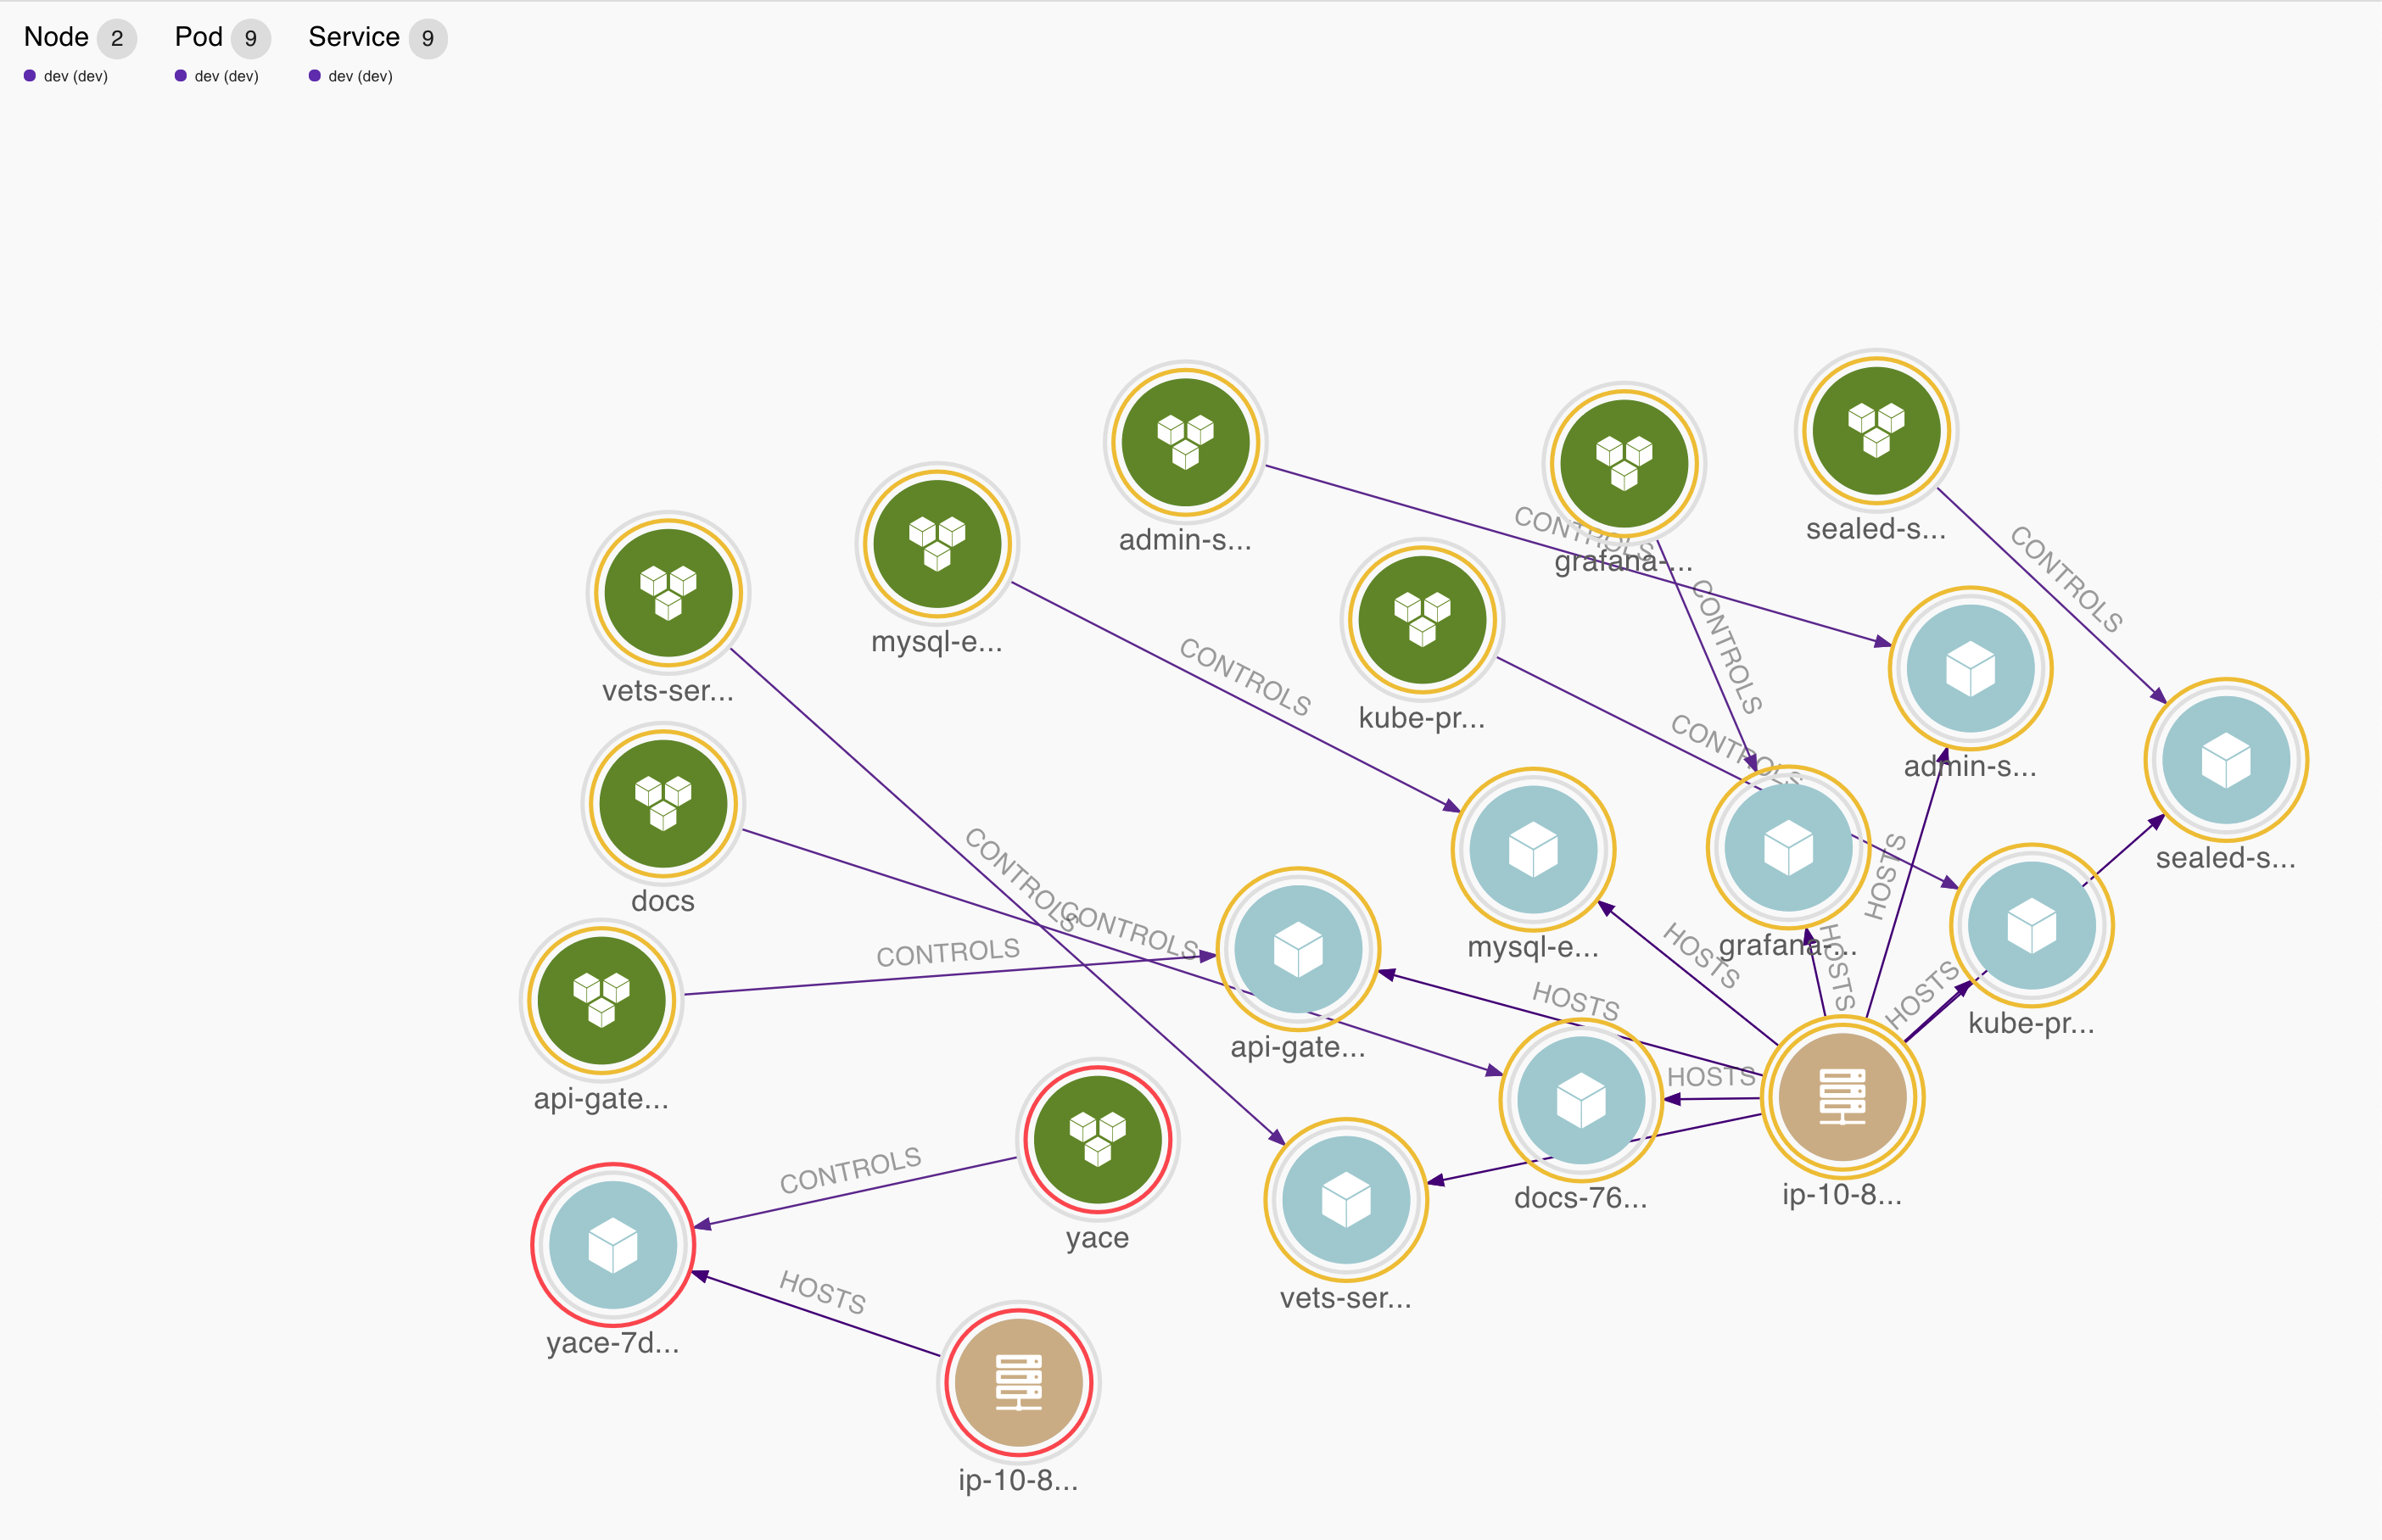 Node 2 Pod 9 Service 9
dev (dev) dev (dev) dev (dev)
admin-s...
grafana-...
sealed-s...
mysql-e...
vets-ser...
kube-pr...
docs
api-gate...
yace
yace-7d...
ip-10-8...
admin-s...
sealed-s...
mysql-e...
grafana-...
kube-pr...
api-gate...
docs-76...
vets-ser...
ip-10-8...
CONTROLS
CONTROLS
CONTROLS
CONTROLS
CONTROLS
CONTROLS
CONTROLS
CONTROLS
CONTROLS
HOSTS
HOSTS
HOSTS
HOSTS
HOSTS
HOSTS
HOSTS